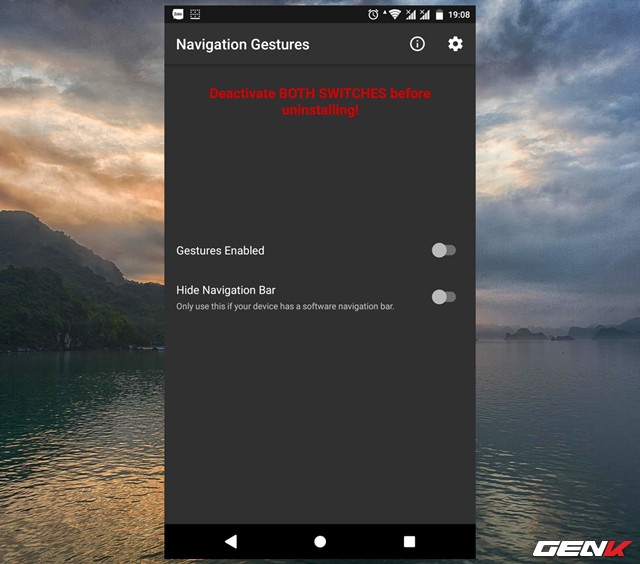 19:08
Navigation Gestures
Deactivate BOTH SWITCHES before
uninstalling!
Gestures Enabled
Hide Navigation Bar
Only use this if your device has a software navigation bar.
GENK